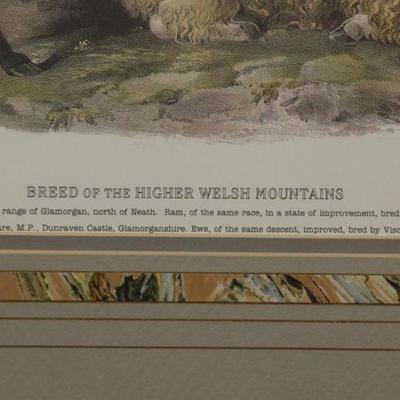 BREED OF THE HIGHER WELSH MOUNTAINS
range of Glamorgan, north of Neath. Ram, of the same race, in a state of improvement, bred
are, M.P., Dunraven Castle, Glamorganshire. Ewe, of the same descent, improved, bred by Visc